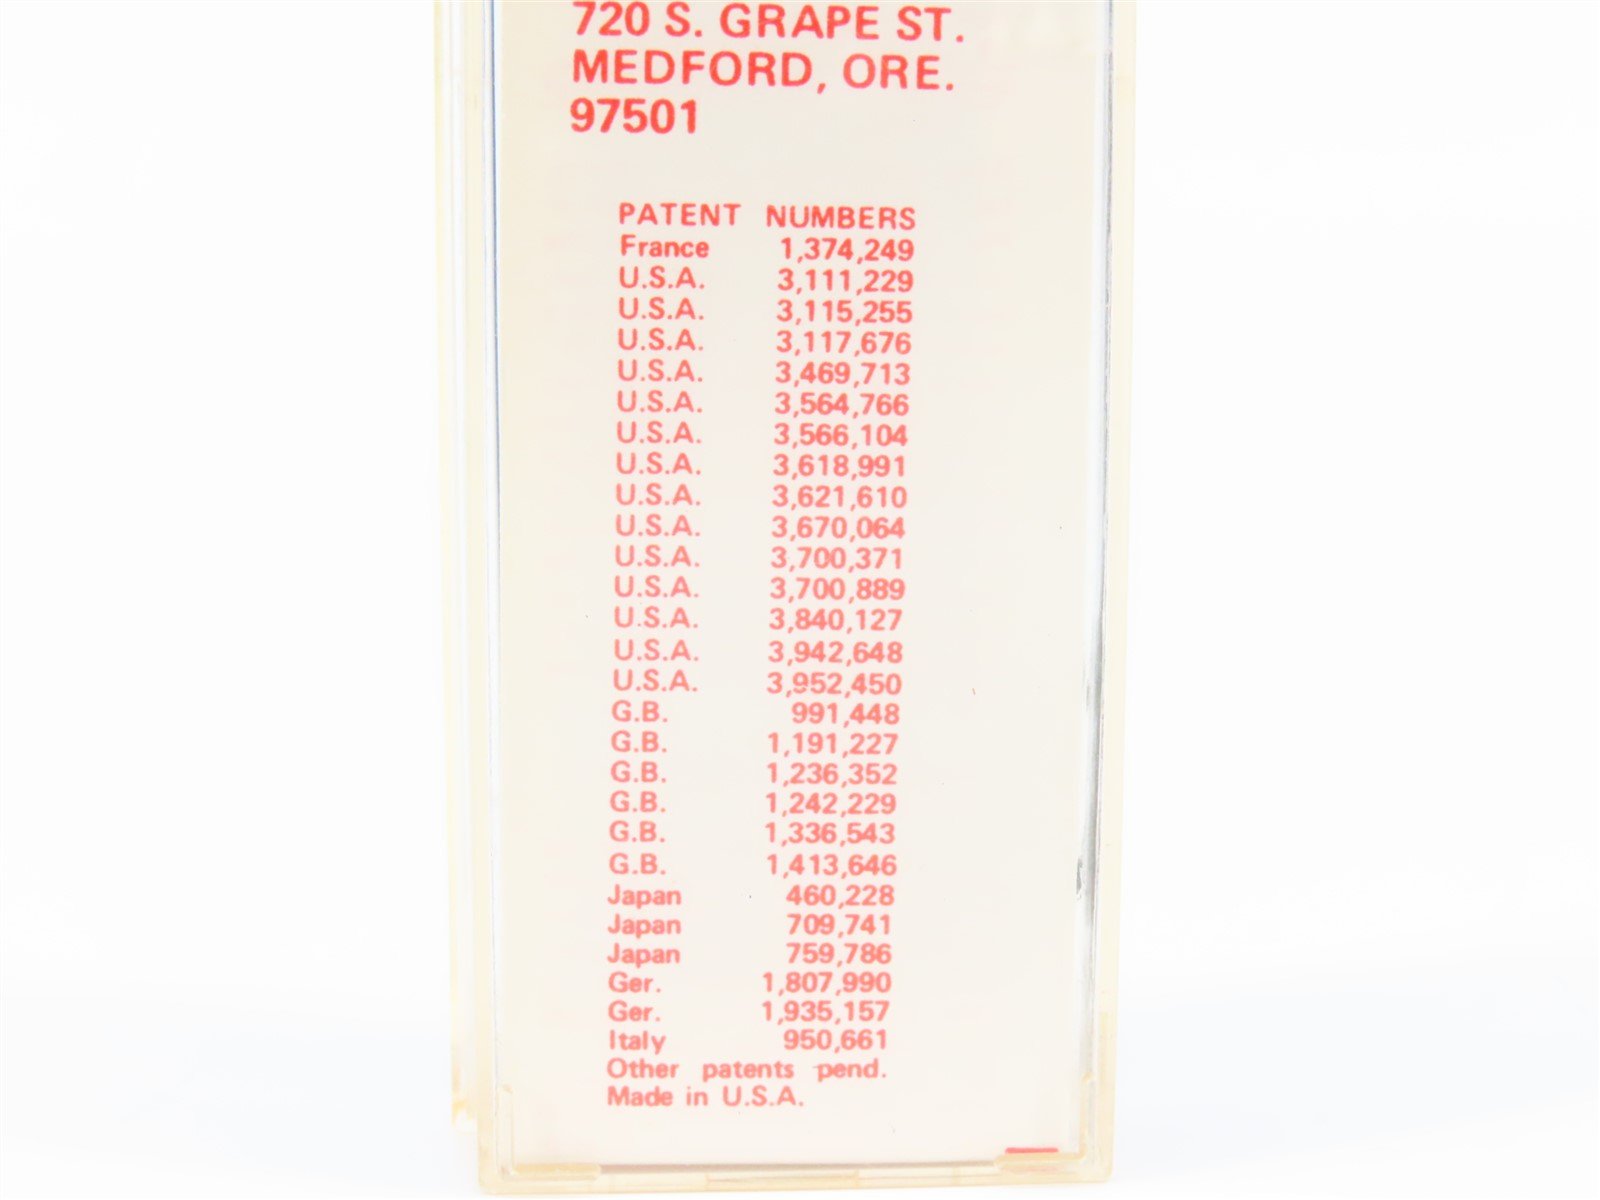 720 S. GRAPE ST.
MEDFORD, ORE.
97501
PATENT NUMBERS
France 1,374,249
U.S.A. 3,111,229
U.S.A. 3,115,255
U.S.A. 3,117,676
U.S.A. 3,469,713
U.S.A. 3,564,766
U.S.A. 3,566,104
U.S.A. 3,618,991
U.S.A. 3,621,610
U.S.A. 3,670,064
U.S.A. 3,700,371
U.S.A. 3,700,889
U.S.A. 3,840,127
U.S.A. 3,942,648
U.S.A. 3,952,450
G.B. 991,448
G.B. 1,191,227
G.B. 1,236,352
G.B. 1,242,229
G.B. 1,336,543
G.B. 1,413,646
Japan 460,228
Japan 709,741
Japan 759,786
Ger. 1,807,990
Ger. 1,935,157
Italy 950,661
Other patents pend.
Made in U.S.A.